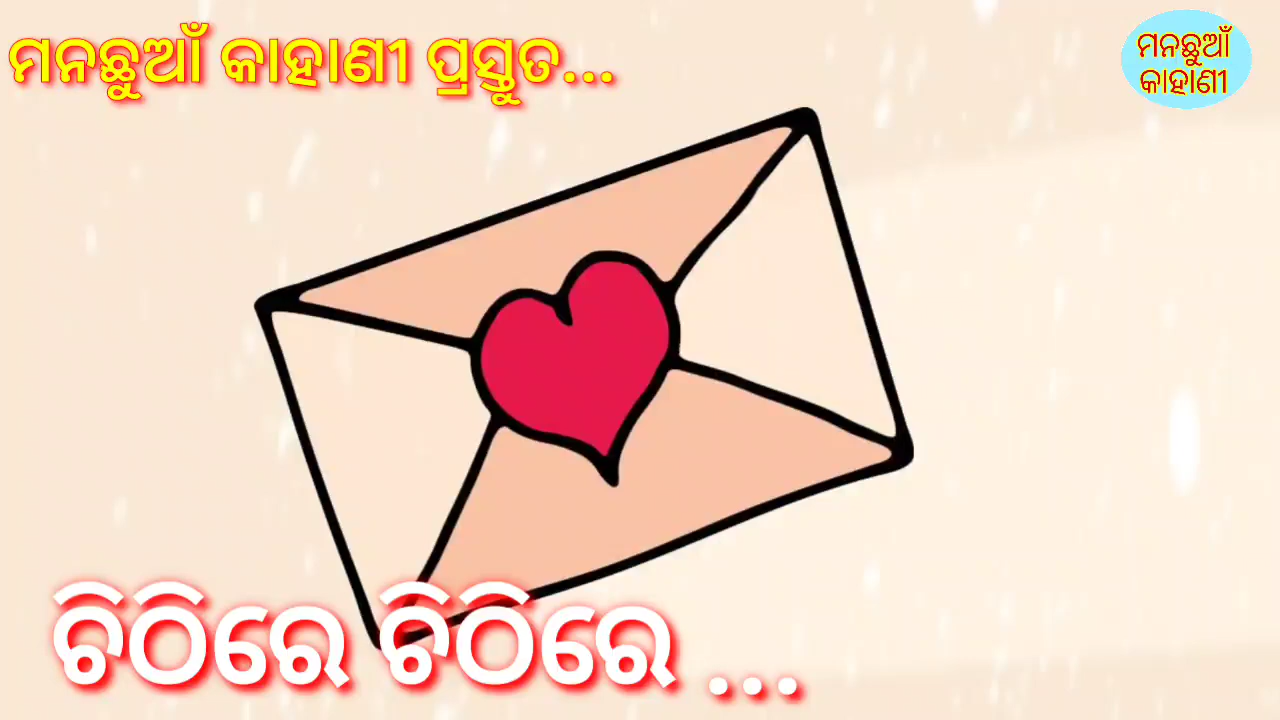 ମନଛୁଆଁ କାହାଣୀ ପ୍ରସ୍ତୁତ...
ମନଛୁଆଁ
କାହାଣୀ
ଚିଠିରେ ଚିଠିରେ ...